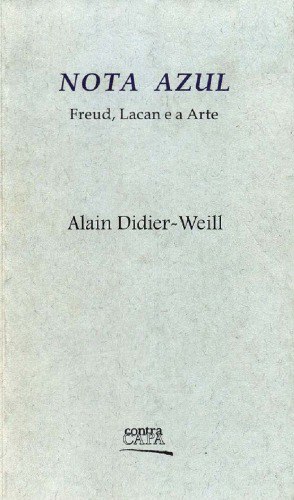 NOTA AZUL
Freud, Lacan e a Arte
Alain Didier-Weill
contra
CAPA